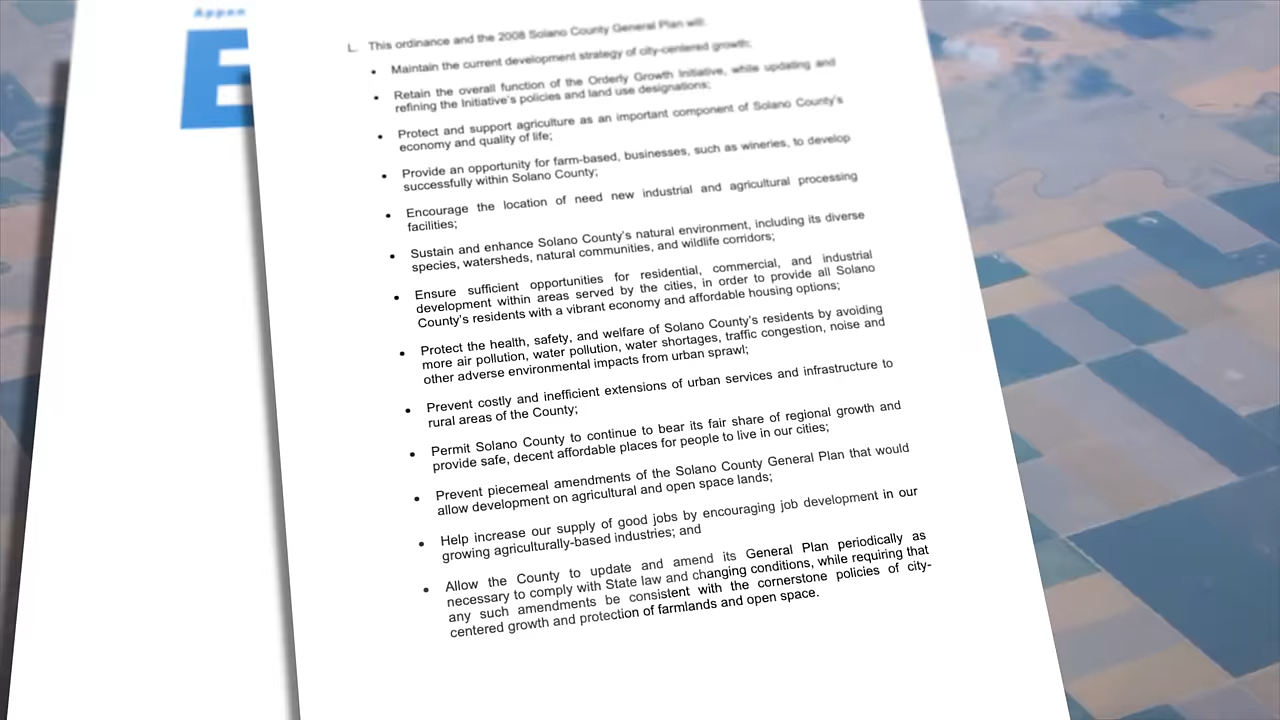 Appen
E
L. This ordinance and the 2008 Solano County General Plan will:
• Maintain the current development strategy of city-centered growth;
• Retain the overall function of the Orderly Growth Initiative, while updating and
refining the Initiative's policies and land use designations;
• Protect and support agriculture as an important component of Solano County's
economy and quality of life;
• Provide an opportunity for farm-based, businesses, such as wineries, to develop
successfully within Solano County;
• Encourage the location of need new industrial and agricultural processing
facilities;
• Sustain and enhance Solano County's natural environment, including its diverse
species, watersheds, natural communities, and wildlife corridors;
• Ensure sufficient opportunities for residential, commercial, and industrial
development within areas served by the cities, in order to provide all Solano
County's residents with a vibrant economy and affordable housing options;
• Protect the health, safety, and welfare of Solano County's residents by avoiding
more air pollution, water pollution, water shortages, traffic congestion, noise and
other adverse environmental impacts from urban sprawl;
• Prevent costly and inefficient extensions of urban services and infrastructure to
rural areas of the County;
• Permit Solano County to continue to bear its fair share of regional growth and
provide safe, decent affordable places for people to live in our cities;
• Prevent piecemeal amendments of the Solano County General Plan that would
allow development on agricultural and open space lands;
• Help increase our supply of good jobs by encouraging job development in our
growing agriculturally-based industries; and
• Allow the County to update and amend its General Plan periodically as
necessary to comply with State law and changing conditions, while requiring that
any such amendments be consistent with the cornerstone policies of city-
centered growth and protection of farmlands and open space.